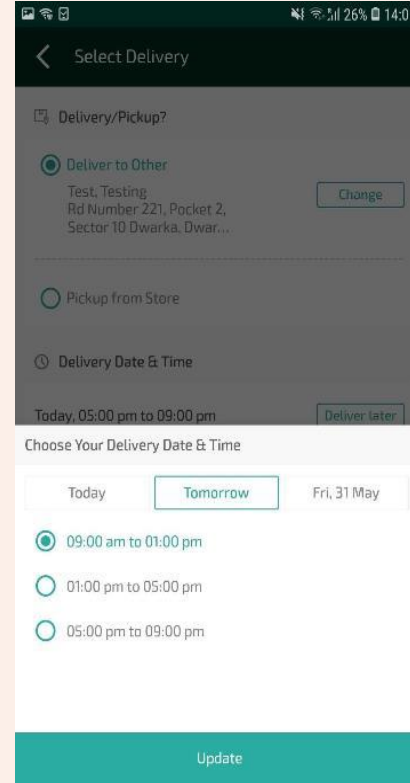 26% 14:0
Select Delivery
Delivery/Pickup?
Deliver to Other
Test, Testing
Rd Number 221, Pocket 2,
Sector 10 Dwarka, Dwar...
Change
Pickup from Store
Delivery Date & Time
Today, 05:00 pm to 09:00 pm
Deliver later
Choose Your Delivery Date & Time
Today Tomorrow Fri, 31 May
09:00 am to 01:00 pm
01:00 pm to 05:00 pm
05:00 pm to 09:00 pm
Update